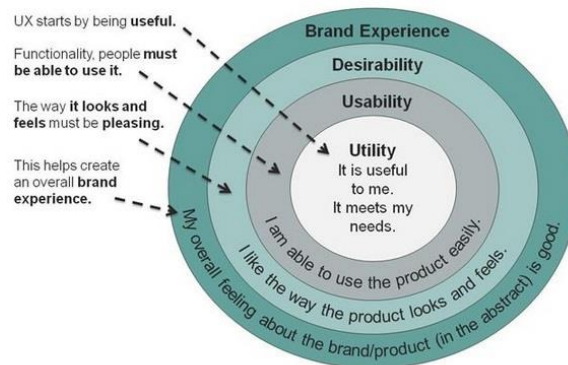 UX starts by being useful.
Functionality, people must
be able to use it.
The way it looks and
feels must be pleasing.
This helps create
an overall brand
experience.
Brand Experience
Desirability
Usability
Utility
It is useful
to me.
It meets my
needs.
I am able to use the product easily.
I like the way the product looks and feels.
My overall feeling about the brand/product (in the abstract) is good.